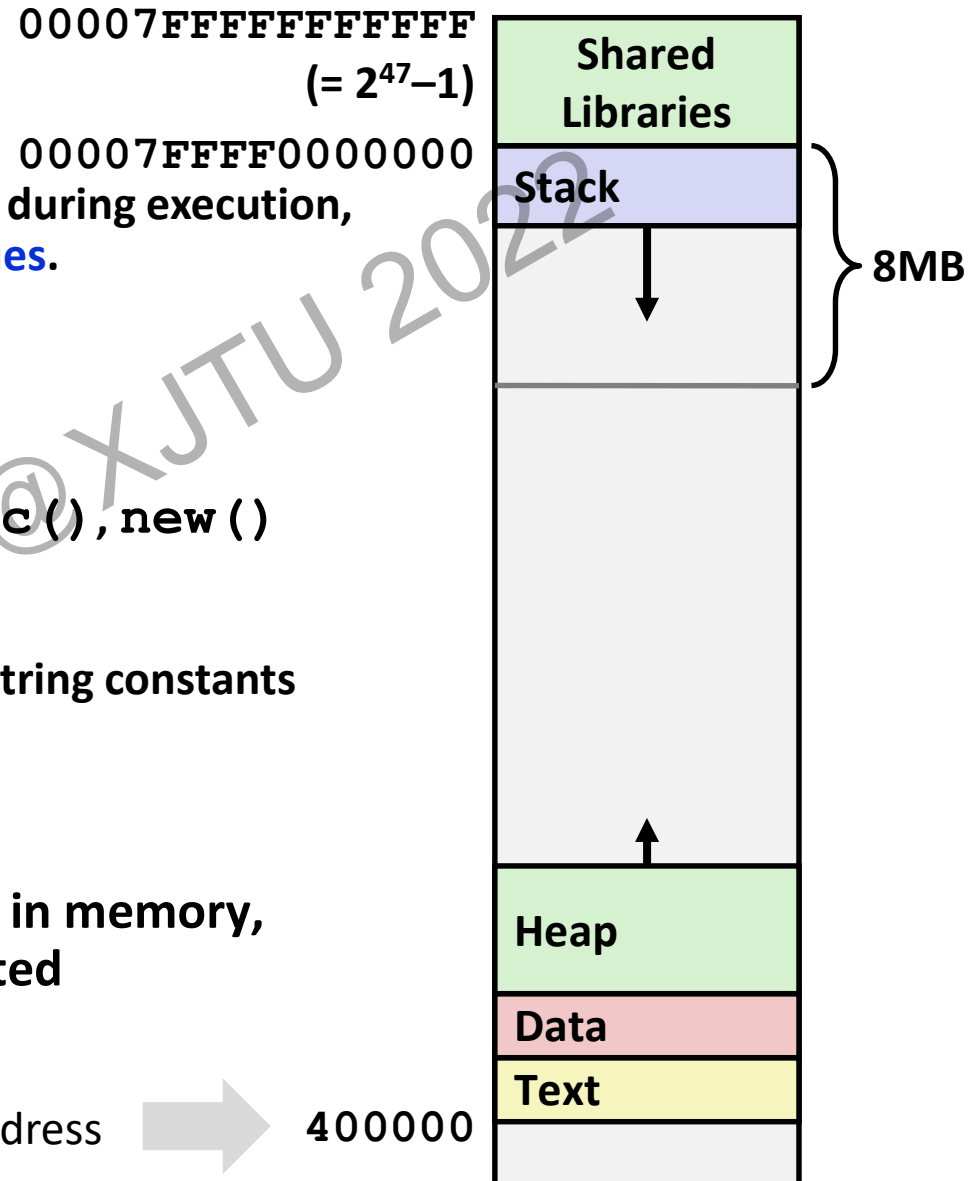 00007FFFFFFFFFFF
(= 2⁴⁷–1)
Shared
Libraries
00007FFFF0000000
Stack
during execution,
es.
8MB
@XJTU 2022
c(), new()
tring constants
in memory,
ted
Heap
Data
Text
dress
400000